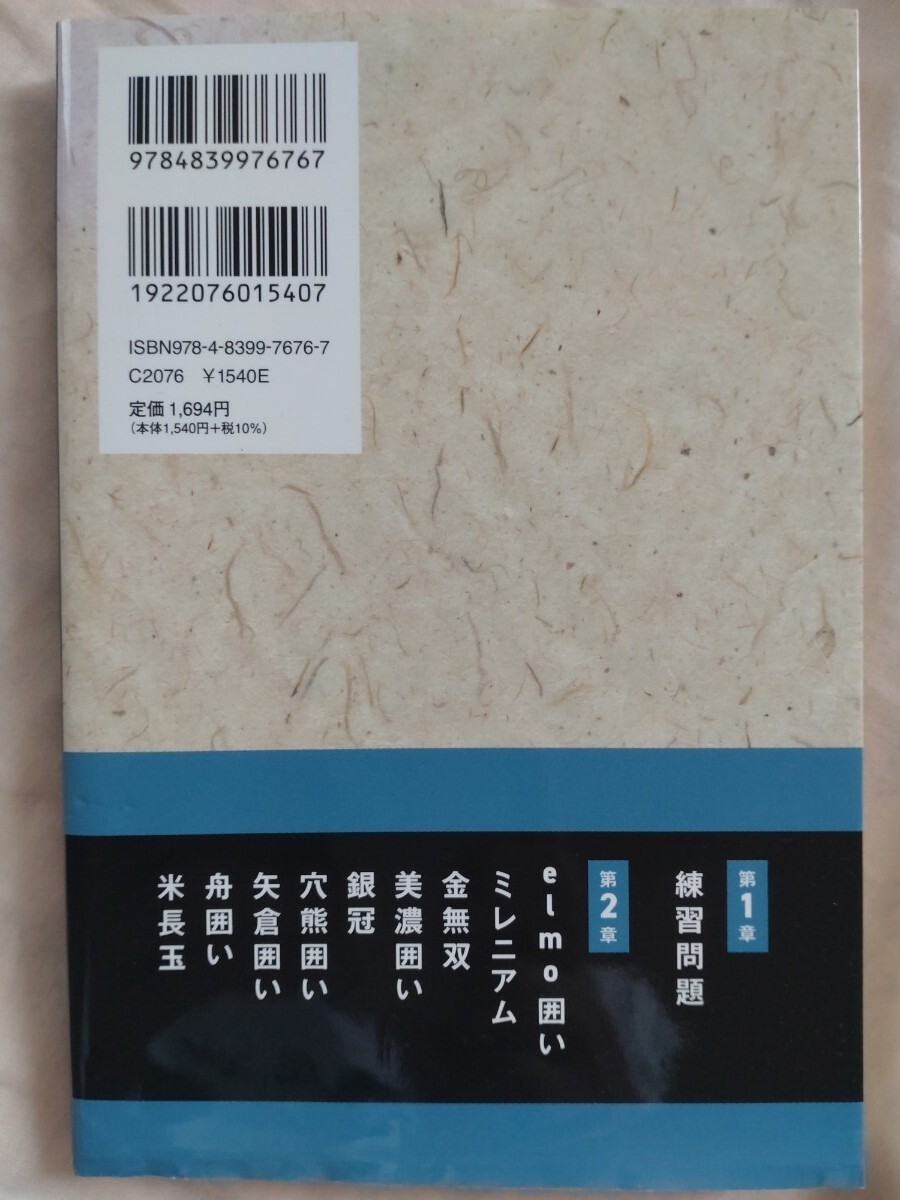 9784839976767
1922076015407
ISBN978-4-8399-7676-7
C2076 ¥1540E
定価1,694円
(本体1,540円+税10%)
第1章
練習問題
第2章
elmo囲い
ミレニアム
金無双
美濃囲い
銀冠
穴熊囲い
矢倉囲い
舟囲い
米長玉